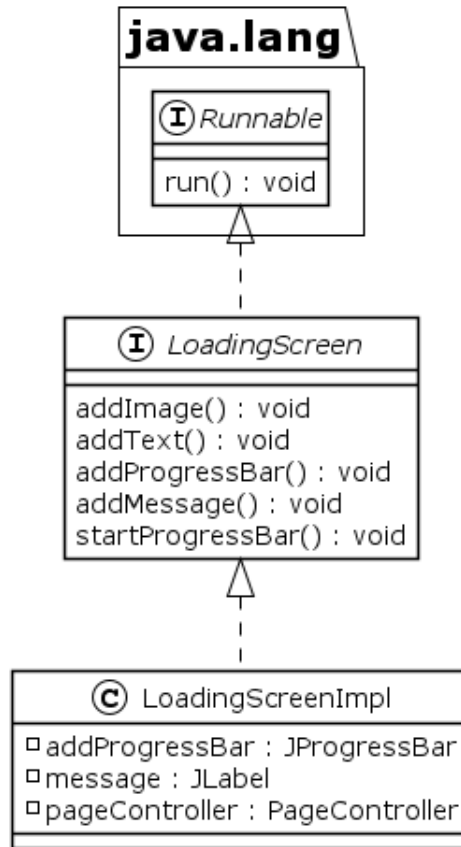 java.lang
I Runnable
run() : void
I LoadingScreen
addImage() : void
addText() : void
addProgressBar() : void
addMessage() : void
startProgressBar() : void
C LoadingScreenImpl
addProgressBar : JProgressBar
message : JLabel
pageController : PageController